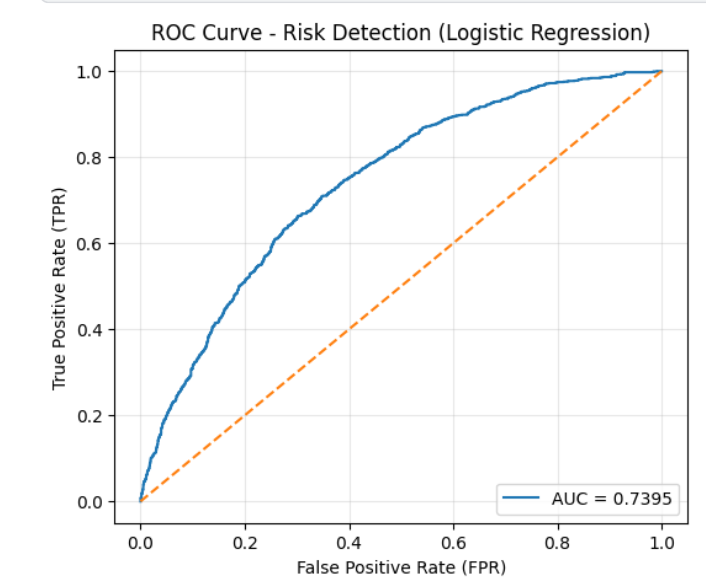 ROC Curve - Risk Detection (Logistic Regression)
1.0
0.8
0.6
0.4
0.2
0.0
True Positive Rate (TPR)
AUC = 0.7395
0.0 0.2 0.4 0.6 0.8 1.0
False Positive Rate (FPR)